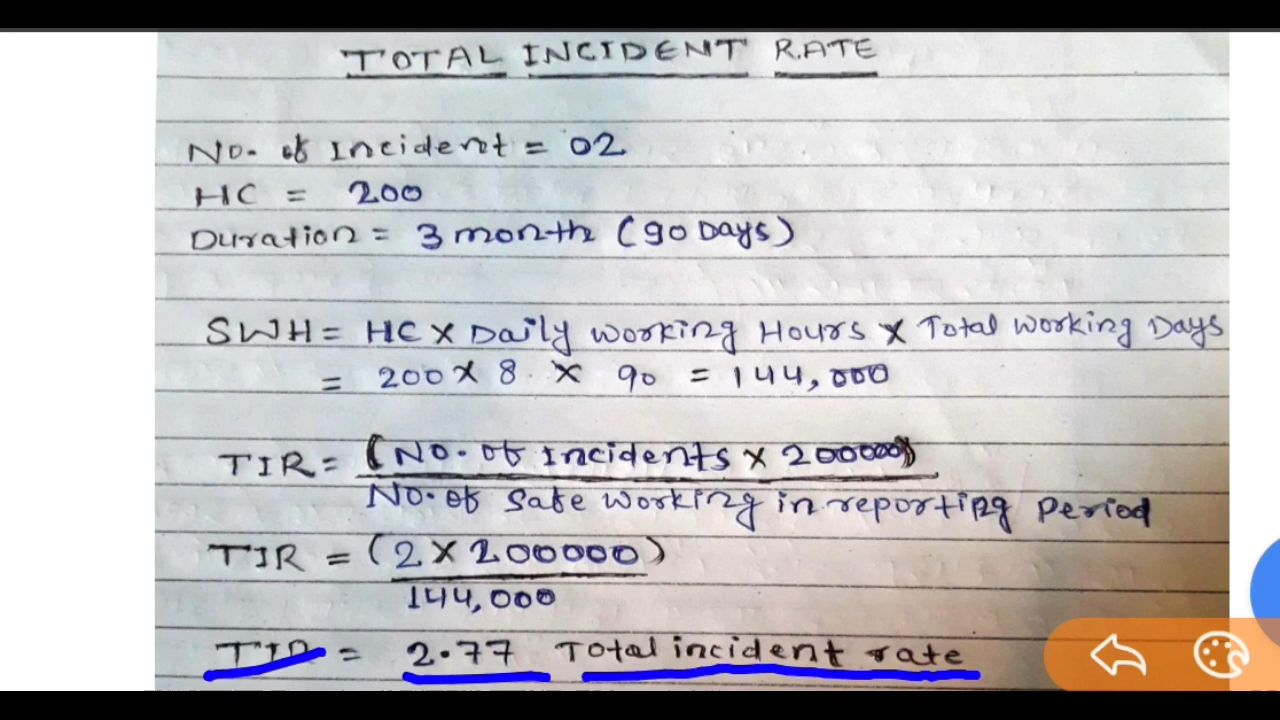 TOTAL INCIDENT RATE
No. of Incident = 02
HC = 200
Duration = 3 month (90 Days)
SWH = HC X Daily working Hours X Total working Days
= 200 X 8 X 90 = 144,000
TIR = (No. of Incidents X 200000)
No. of safe working in reporting period
TIR = (2 X 200000)
144,000
TIR = 2.77 Total incident rate